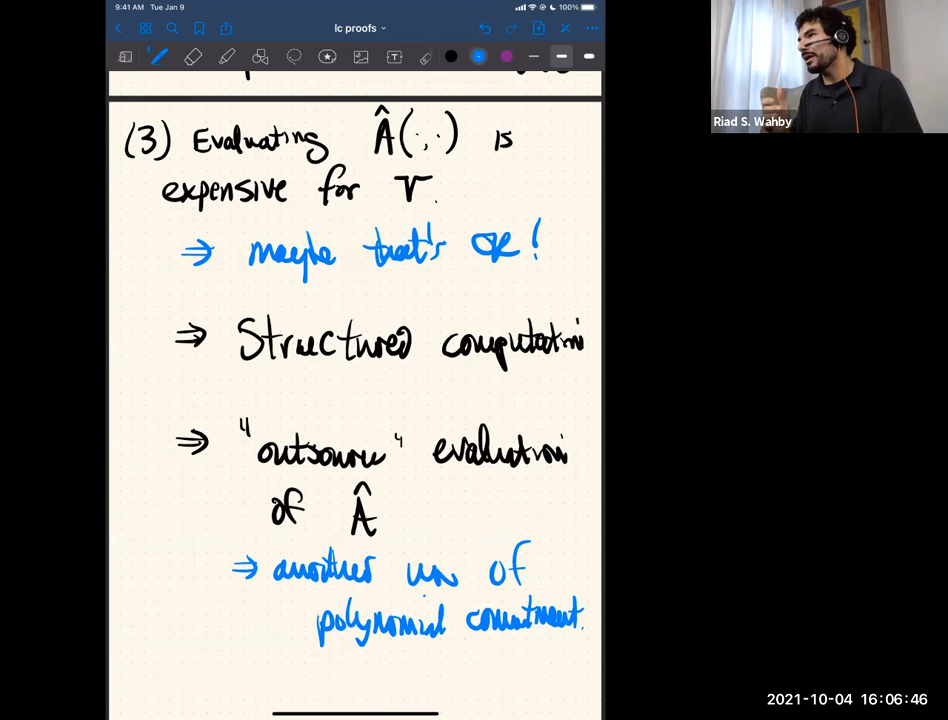 9:41 AM Tue Jan 9
100%
lc proofs
Riad S. Wahby
(3) Evaluating Â(·,·) is
expensive for V.
⇒ maybe that's OK!
⇒ Structured computation
⇒ "outsource" evaluation
of Â
⇒ another use of
polynomial commitment.
2021-10-04 16:06:46